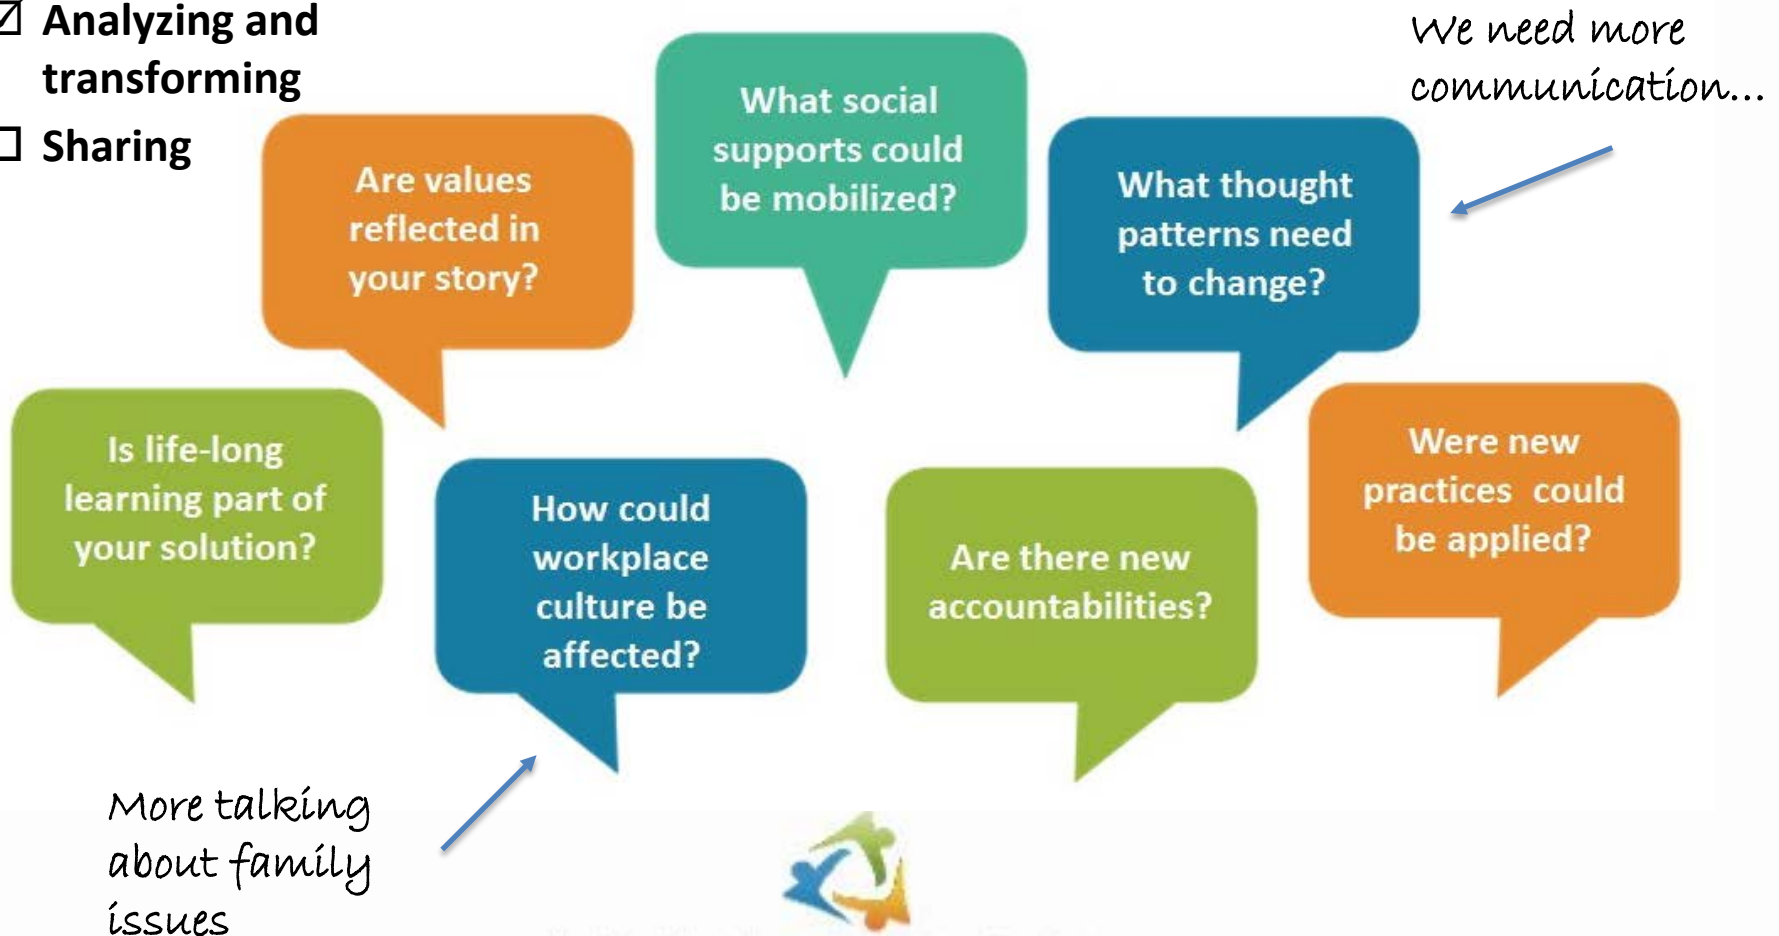 ☑ Analyzing and
transforming
☐ Sharing
We need more
communication...
What social
supports could
be mobilized?
Are values
reflected in
your story?
What thought
patterns need
to change?
Is life-long
learning part of
your solution?
How could
workplace
culture be
affected?
Are there new
accountabilities?
Were new
practices could
be applied?
More talking
about family
issues